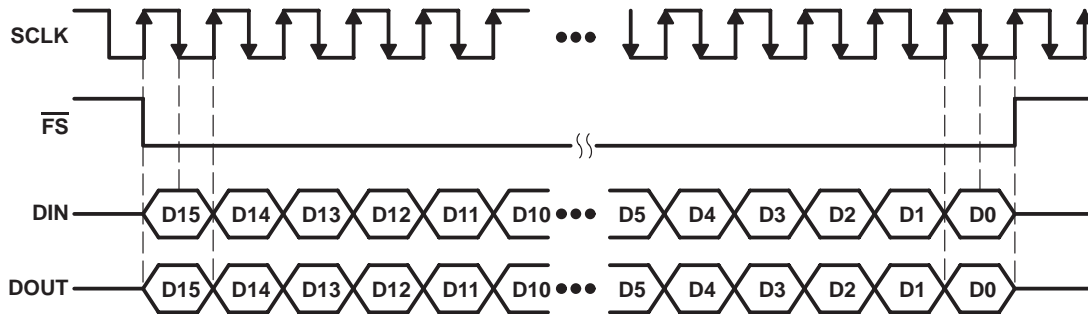 SCLK
FS
DIN D15 D14 D13 D12 D11 D10 ••• D5 D4 D3 D2 D1 D0
DOUT D15 D14 D13 D12 D11 D10 ••• D5 D4 D3 D2 D1 D0